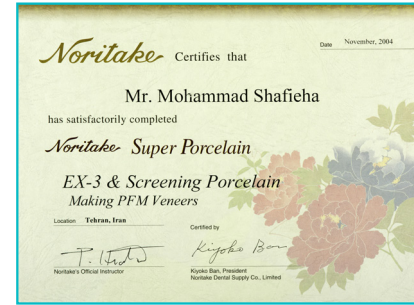 Noritake Certifies that
Date November, 2004
Mr. Mohammad Shafieha
has satisfactorily completed
Noritake Super Porcelain
EX-3 & Screening Porcelain
Making PFM Veneers
Location Tehran, Iran
Certified by
Kiyoko Ban
Noritake's Official Instructor
Kiyoko Ban, President
Noritake Dental Supply Co., Limited